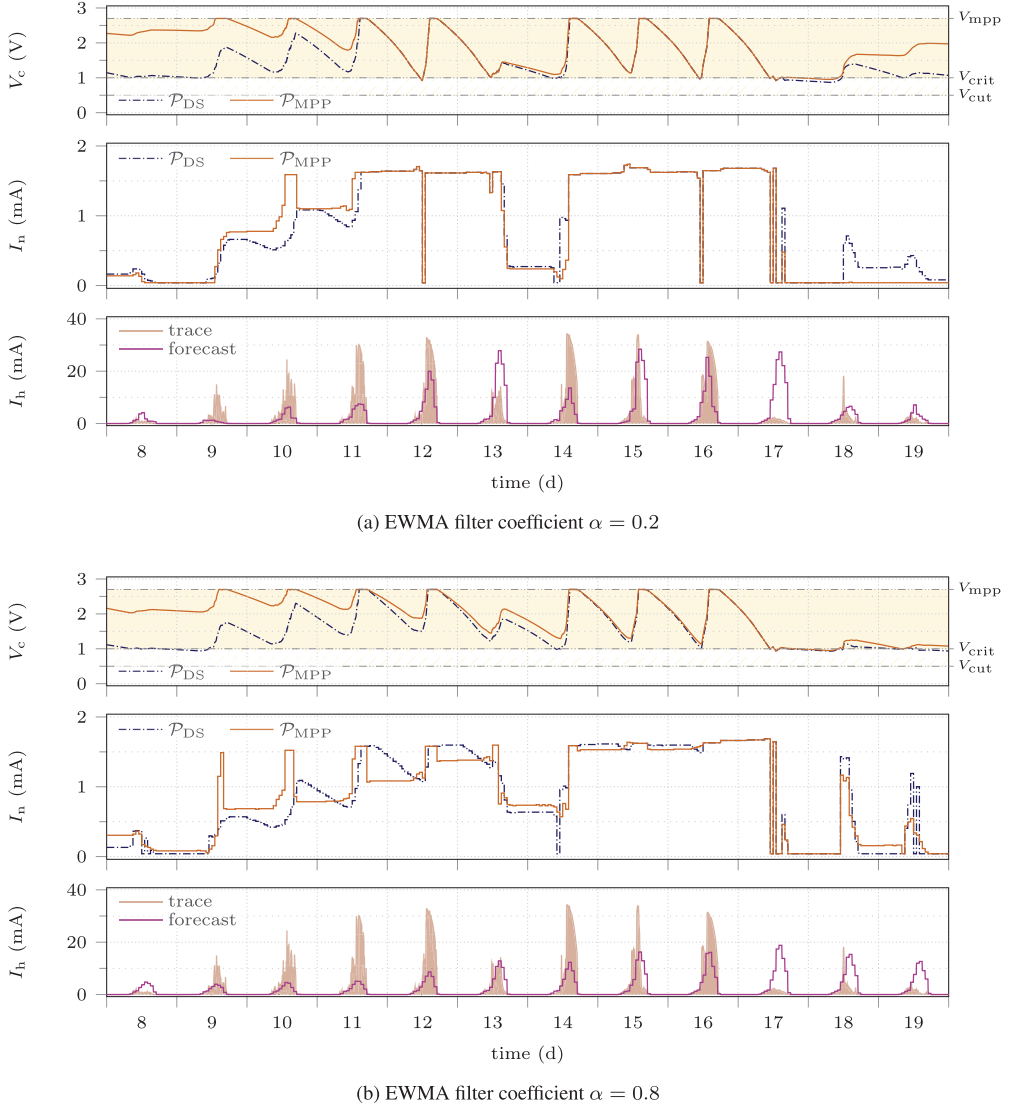 3
2
1
0
V_c (V)
V_mpp
V_crit
V_cut
P_DS P_MPP
2
1
0
I_n (mA)
P_DS P_MPP
40
20
0
I_h (mA)
trace
forecast
8 9 10 11 12 13 14 15 16 17 18 19
time (d)
(a) EWMA filter coefficient α = 0.2
3
2
1
0
V_c (V)
V_mpp
V_crit
V_cut
P_DS P_MPP
2
1
0
I_n (mA)
P_DS P_MPP
40
20
0
I_h (mA)
trace
forecast
8 9 10 11 12 13 14 15 16 17 18 19
time (d)
(b) EWMA filter coefficient α = 0.8